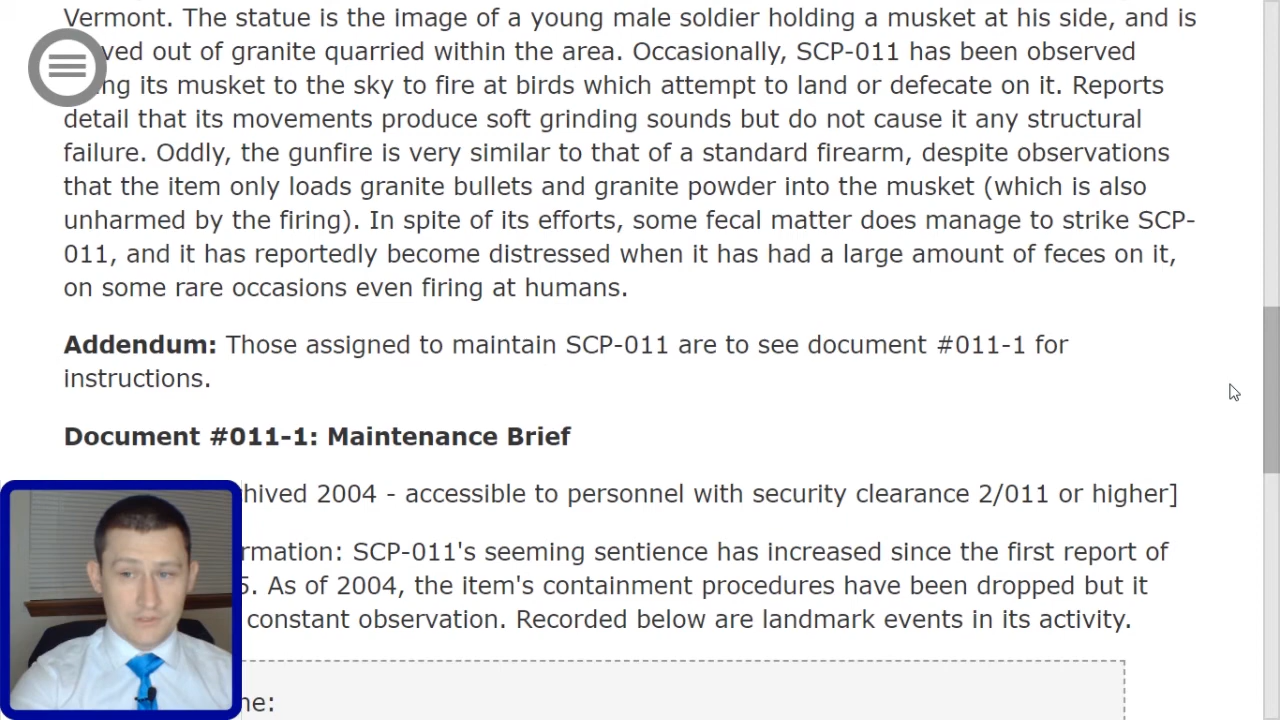 Vermont. The statue is the image of a young male soldier holding a musket at his side, and is
out of granite quarried within the area. Occasionally, SCP-011 has been observed
its musket to the sky to fire at birds which attempt to land or defecate on it. Reports
detail that its movements produce soft grinding sounds but do not cause it any structural
failure. Oddly, the gunfire is very similar to that of a standard firearm, despite observations
that the item only loads granite bullets and granite powder into the musket (which is also
unharmed by the firing). In spite of its efforts, some fecal matter does manage to strike SCP-
011, and it has reportedly become distressed when it has had a large amount of feces on it,
on some rare occasions even firing at humans.
Addendum: Those assigned to maintain SCP-011 are to see document #011-1 for
instructions.
Document #011-1: Maintenance Brief
hived 2004 - accessible to personnel with security clearance 2/011 or higher]
rmation: SCP-011's seeming sentience has increased since the first report of
5. As of 2004, the item's containment procedures have been dropped but it
constant observation. Recorded below are landmark events in its activity.
ne: